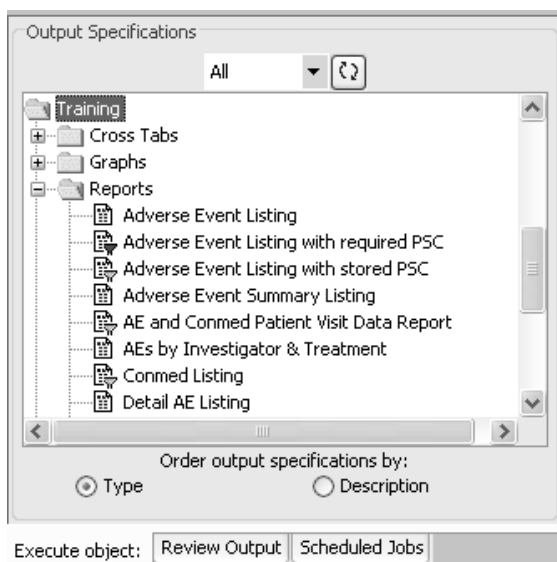 Output Specifications
All
Training
Cross Tabs
Graphs
Reports
Adverse Event Listing
Adverse Event Listing with required PSC
Adverse Event Listing with stored PSC
Adverse Event Summary Listing
AE and Conmed Patient Visit Data Report
AEs by Investigator & Treatment
Conmed Listing
Detail AE Listing
Order output specifications by:
Type Description
Execute object: Review Output Scheduled Jobs